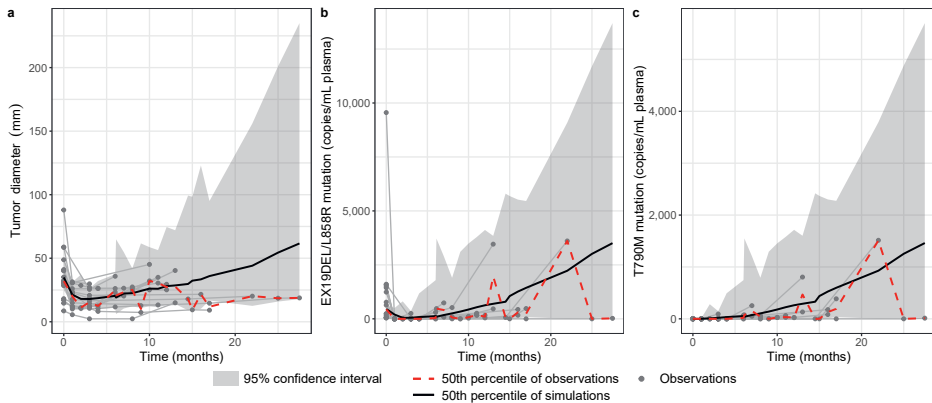 a
Tumor diameter (mm)
200
150
100
50
0
0
10
20
Time (months)
b
EX19DEL/L858R mutation (copies/mL plasma)
10,000
5,000
0
0
10
20
Time (months)
c
T790M mutation (copies/mL plasma)
6,000
4,000
2,000
0
0
10
20
Time (months)
95% confidence interval
50th percentile of observations
50th percentile of simulations
Observations